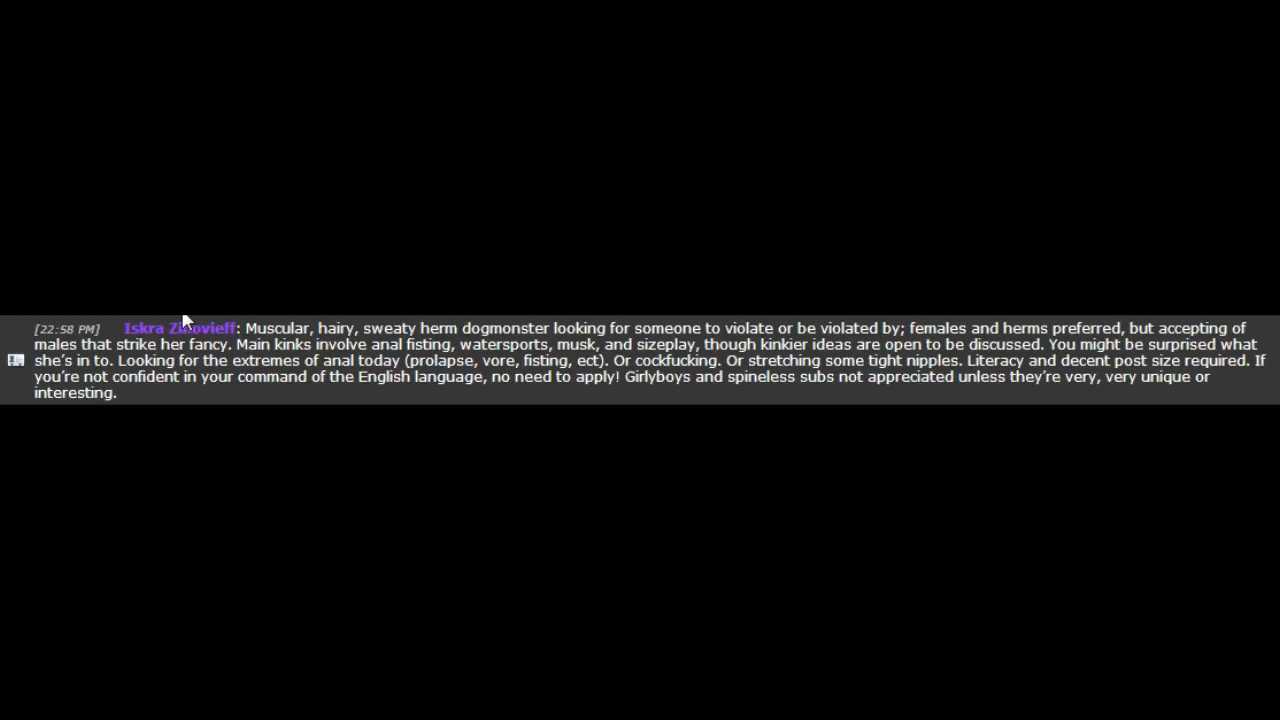 [22:58 PM] Iskra Zinovieff: Muscular, hairy, sweaty herm dogmonster looking for someone to violate or be violated by; females and herms preferred, but accepting of
males that strike her fancy. Main kinks involve anal fisting, watersports, musk, and sizeplay, though kinkier ideas are open to be discussed. You might be surprised what
she's in to. Looking for the extremes of anal today (prolapse, vore, fisting, ect). Or cockfucking. Or stretching some tight nipples. Literacy and decent post size required. If
you're not confident in your command of the English language, no need to apply! Girlyboys and spineless subs not appreciated unless they're very, very unique or
interesting.